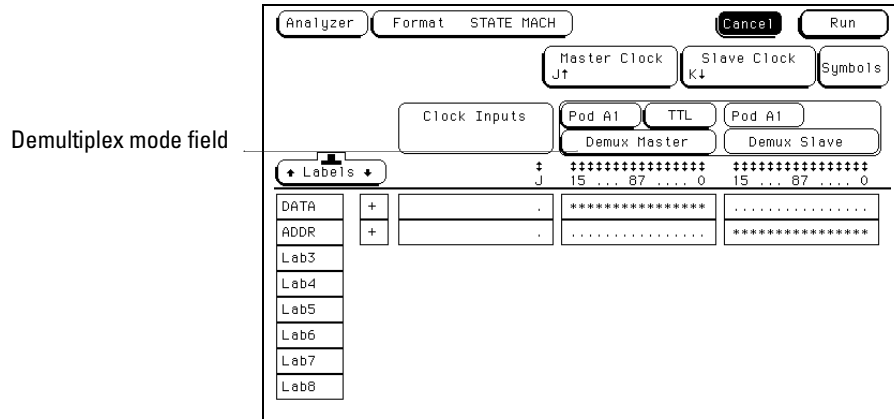 Analyzer Format STATE MACH Cancel Run
Master Clock J↑ Slave Clock K↓ Symbols
Clock Inputs Pod A1 TTL Pod A1
Demultiplex mode field Demux Master Demux Slave
↑ Labels ↓ ↕ ↕↕↕↕↕↕↕↕↕↕↕↕↕↕↕↕ ↕↕↕↕↕↕↕↕↕↕↕↕↕↕↕↕
J 15 ... 87 .... 0 15 ... 87 .... 0
DATA + . **************** ................
ADDR + . ................ ****************
Lab3
Lab4
Lab5
Lab6
Lab7
Lab8